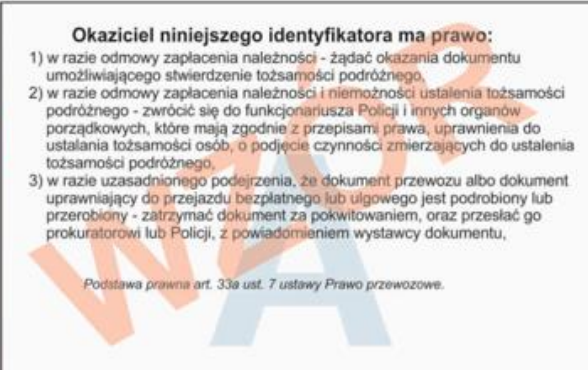 Okaziciel niniejszego identyfikatora ma prawo:
1) w razie odmowy zapłacenia należności - żądać okazania dokumentu
umożliwiającego stwierdzenie tożsamości podróżnego,
2) w razie odmowy zapłacenia należności i niemożności ustalenia tożsamości
podróżnego - zwrócić się do funkcjonariusza Policji i innych organów
porządkowych, które mają zgodnie z przepisami prawa, uprawnienia do
ustalania tożsamości osób, o podjęcie czynności zmierzających do ustalenia
tożsamości podróżnego,
3) w razie uzasadnionego podejrzenia, że dokument przewozu albo dokument
uprawniający do przejazdu bezpłatnego lub ulgowego jest podrobiony lub
przerobiony - zatrzymać dokument za pokwitowaniem, oraz przesłać go
prokuratorowi lub Policji, z powiadomieniem wystawcy dokumentu,
Podstawa prawna art. 33a ust. 7 ustawy Prawo przewozowe.
WZÓR
A